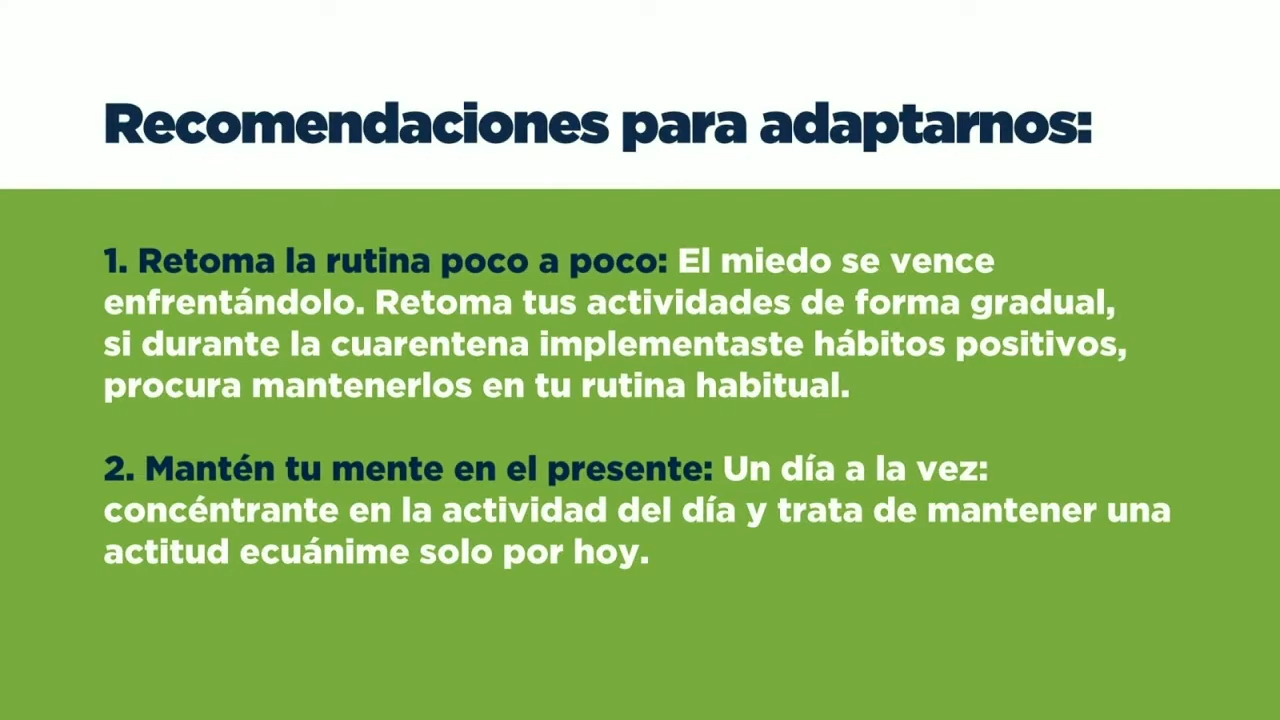 Recomendaciones para adaptarnos:
1. Retoma la rutina poco a poco: El miedo se vence
enfrentándolo. Retoma tus actividades de forma gradual,
si durante la cuarentena implementaste hábitos positivos,
procura mantenerlos en tu rutina habitual.
2. Mantén tu mente en el presente: Un día a la vez:
concéntrante en la actividad del día y trata de mantener una
actitud ecuánime solo por hoy.